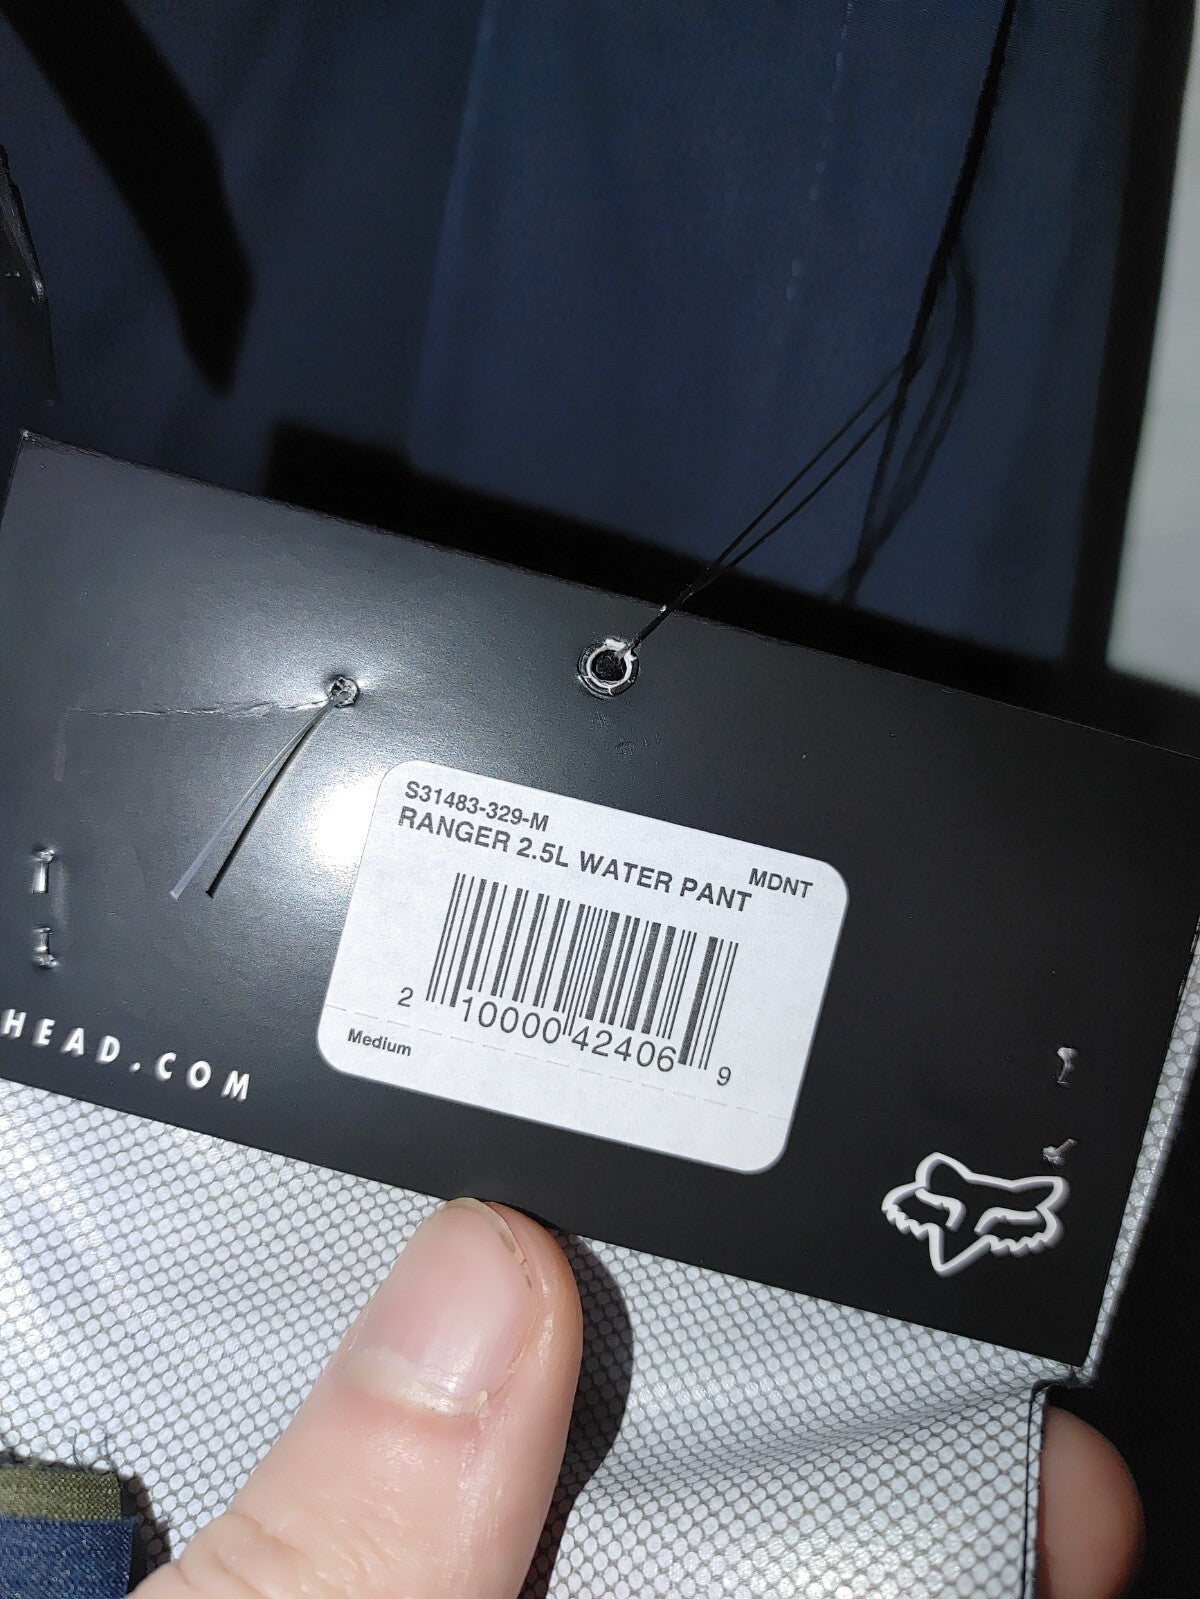 S31483-329-M
MDNT
RANGER 2.5L WATER PANT
2 10000 42406 9
Medium
HEAD.COM